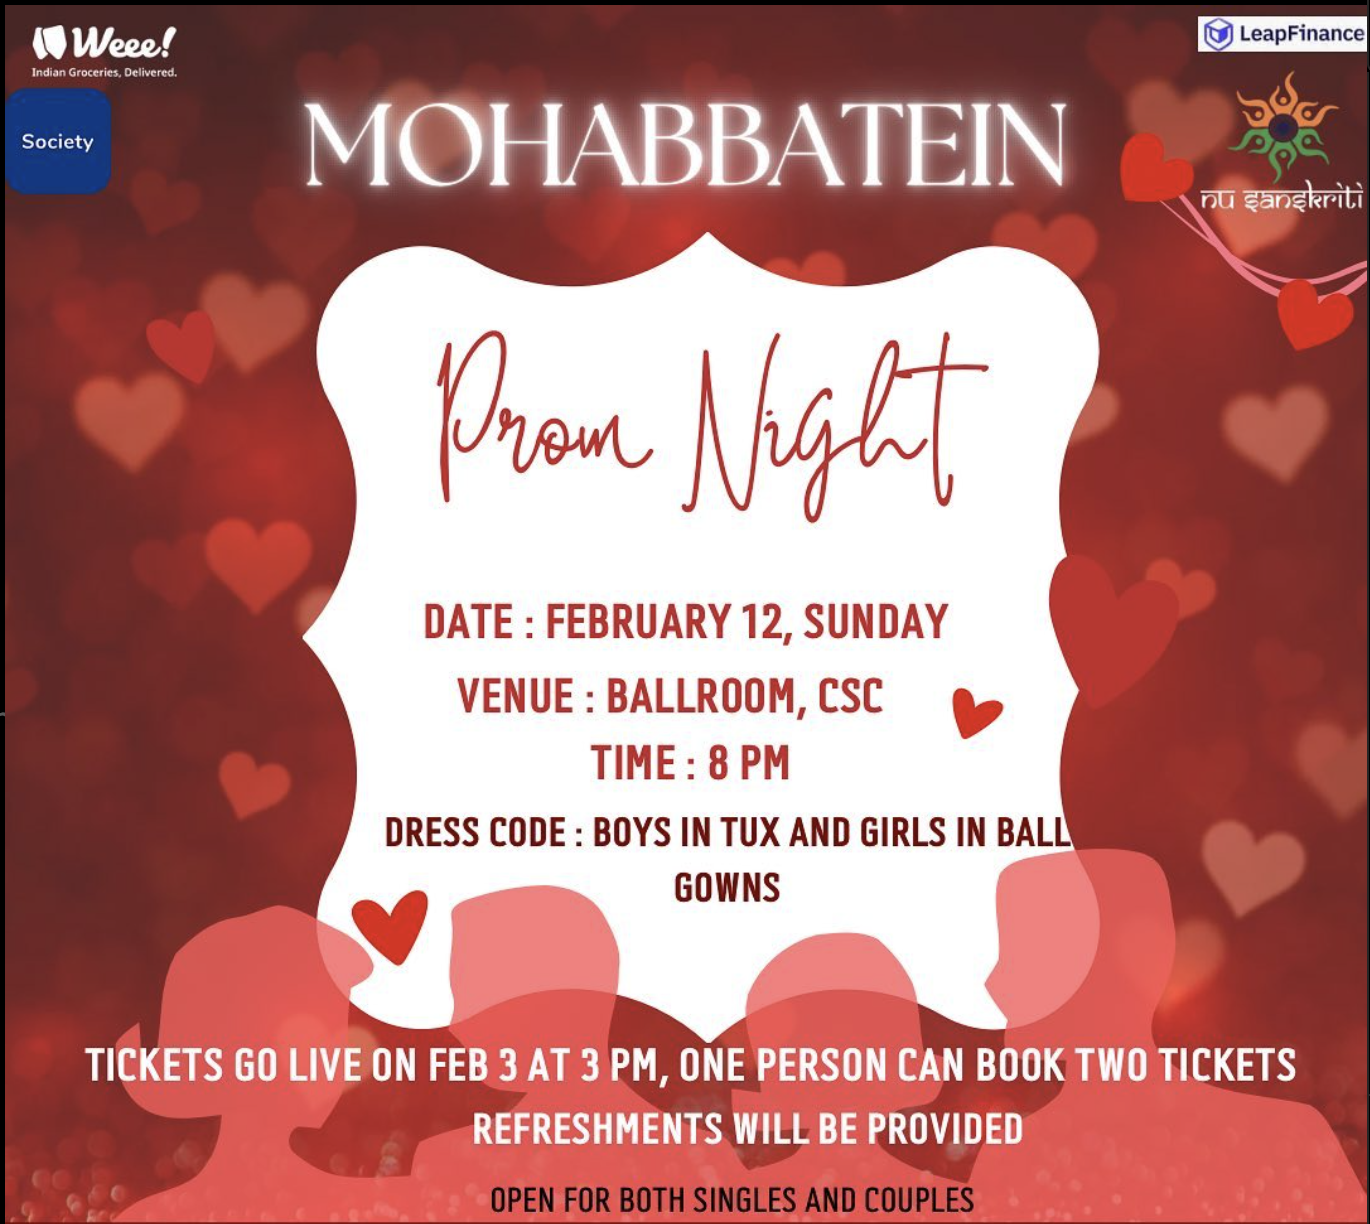 Weee!
Indian Groceries, Delivered.
LeapFinance
Society
MOHABBATEIN
nu sanskriti
Prom Night
DATE : FEBRUARY 12, SUNDAY
VENUE : BALLROOM, CSC
TIME : 8 PM
DRESS CODE : BOYS IN TUX AND GIRLS IN BALL
GOWNS
TICKETS GO LIVE ON FEB 3 AT 3 PM, ONE PERSON CAN BOOK TWO TICKETS
REFRESHMENTS WILL BE PROVIDED
OPEN FOR BOTH SINGLES AND COUPLES